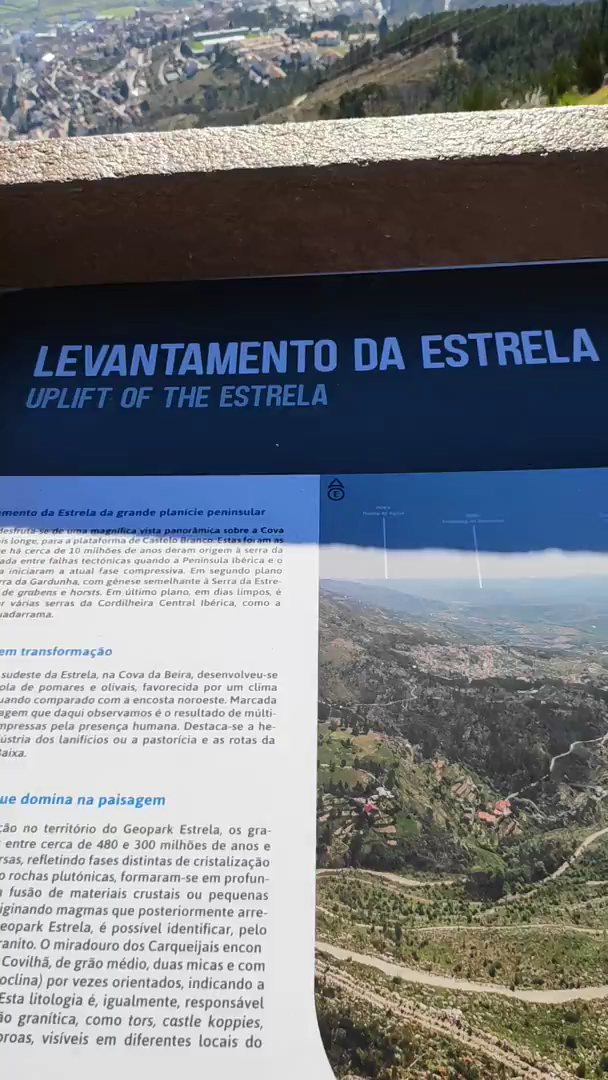 LEVANTAMENTO DA ESTRELA
UPLIFT OF THE ESTRELA
mento da Estrela da grande planície peninsular
desfruta-se de uma magnífica vista panorâmica sobre a Cova
is longe, para a plataforma de Castelo Branco. Estas foram as
e há cerca de 10 milhões de anos deram origem à serra da
ada entre falhas tectónicas quando a Península Ibérica e o
a iniciaram a atual fase compressiva. Em segundo plano
rra da Gardunha, com génese semelhante à Serra da Estre-
de grabens e horsts. Em último plano, em dias limpos, é
r várias serras da Cordilheira Central Ibérica, como a
uadarrama.
em transformação
sudeste da Estrela, na Cova da Beira, desenvolveu-se
ola de pomares e olivais, favorecida por um clima
uando comparado com a encosta noroeste. Marcada
agem que daqui observamos é o resultado de múlti-
mpressas pela presença humana. Destaca-se a he-
ústria dos lanifícios ou a pastorícia e as rotas da
Baixa.
ue domina na paisagem
ção no território do Geopark Estrela, os gra-
entre cerca de 480 e 300 milhões de anos e
rsas, refletindo fases distintas de cristalização
o rochas plutónicas, formaram-se em profun-
a fusão de materiais crustais ou pequenas
iginando magmas que posteriormente arre-
eopark Estrela, é possível identificar, pelo
ranito. O miradouro dos Carqueijais encon
Covilhã, de grão médio, duas micas e com
oclina) por vezes orientados, indicando a
Esta litologia é, igualmente, responsável
ão granítica, como tors, castle koppies,
oroas, visíveis em diferentes locais do